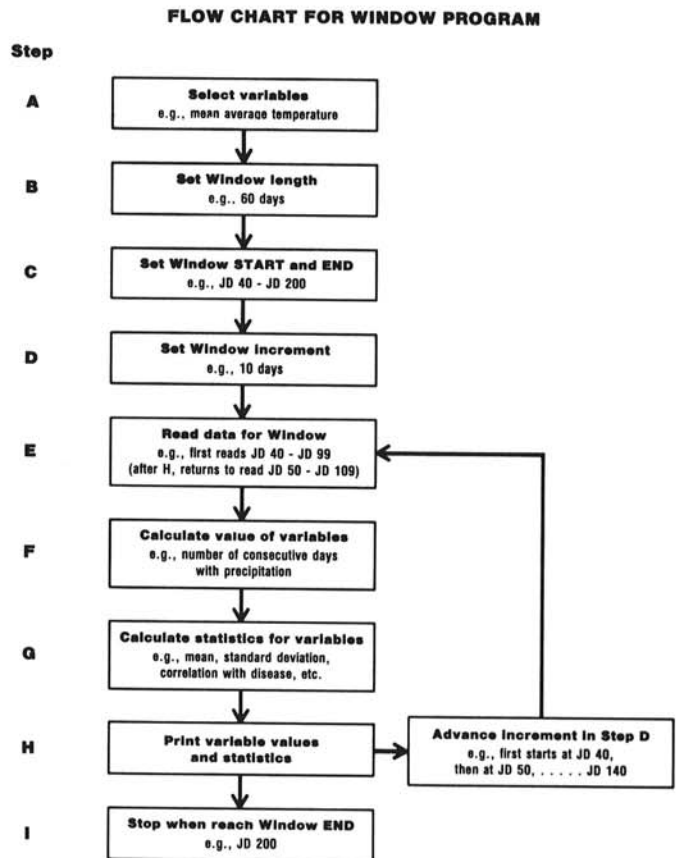 FLOW CHART FOR WINDOW PROGRAM
Step
A
Select variables
e.g., mean average temperature
B
Set Window length
e.g.. 60 days
C
Set Window START and END
e.g., JD 40 - JD 200
D
Set Window increment
e.g., 10 days
E
Read data for Window
e.g., first reads JD 40 - JD 99
(after H, returns to read JD 50 - JD 109)
F
Calculate value of variables
e.g., number of consecutive days
with precipitation
G
Calculate statistics for variables
e.g., mean, standard deviation,
correlation with disease, etc.
H
Print variable values
and statistics
Advance increment in Step D
e.g., first starts at JD 40,
then at JD 50, . . . . . JD 140
I
Stop when reach Window END
e.g., JD 200